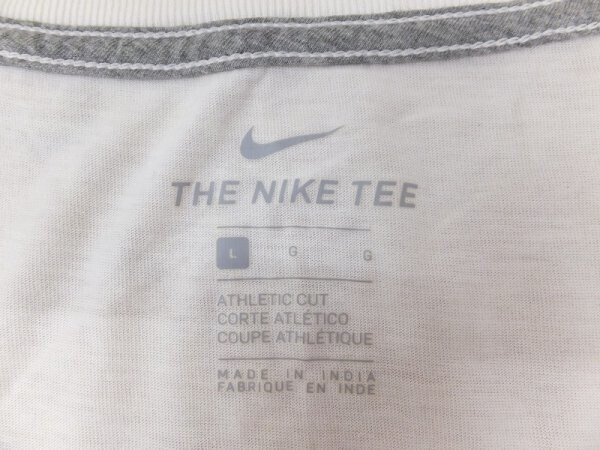 THE NIKE TEE
L G G
ATHLETIC CUT
CORTE ATLÉTICO
COUPE ATHLÉTIQUE
MADE IN INDIA
FABRIQUE EN INDE